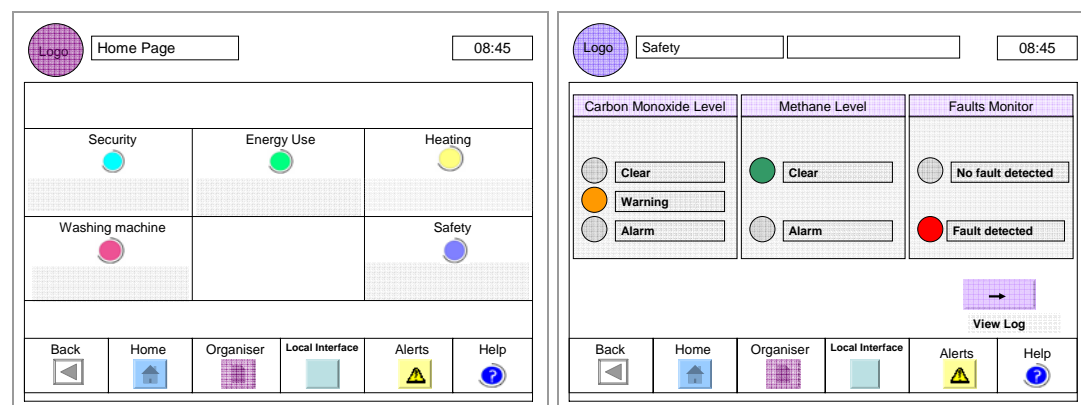 Logo
Home Page
08:45
Security
Energy Use
Heating
Washing machine
Safety
Back
Home
Organiser
Local Interface
Alerts
Help
Logo
Safety
08:45
Carbon Monoxide Level
Methane Level
Faults Monitor
Clear
Clear
No fault detected
Warning
Alarm
Alarm
Fault detected
→
View Log
Back
Home
Organiser
Local Interface
Alerts
Help
?
?